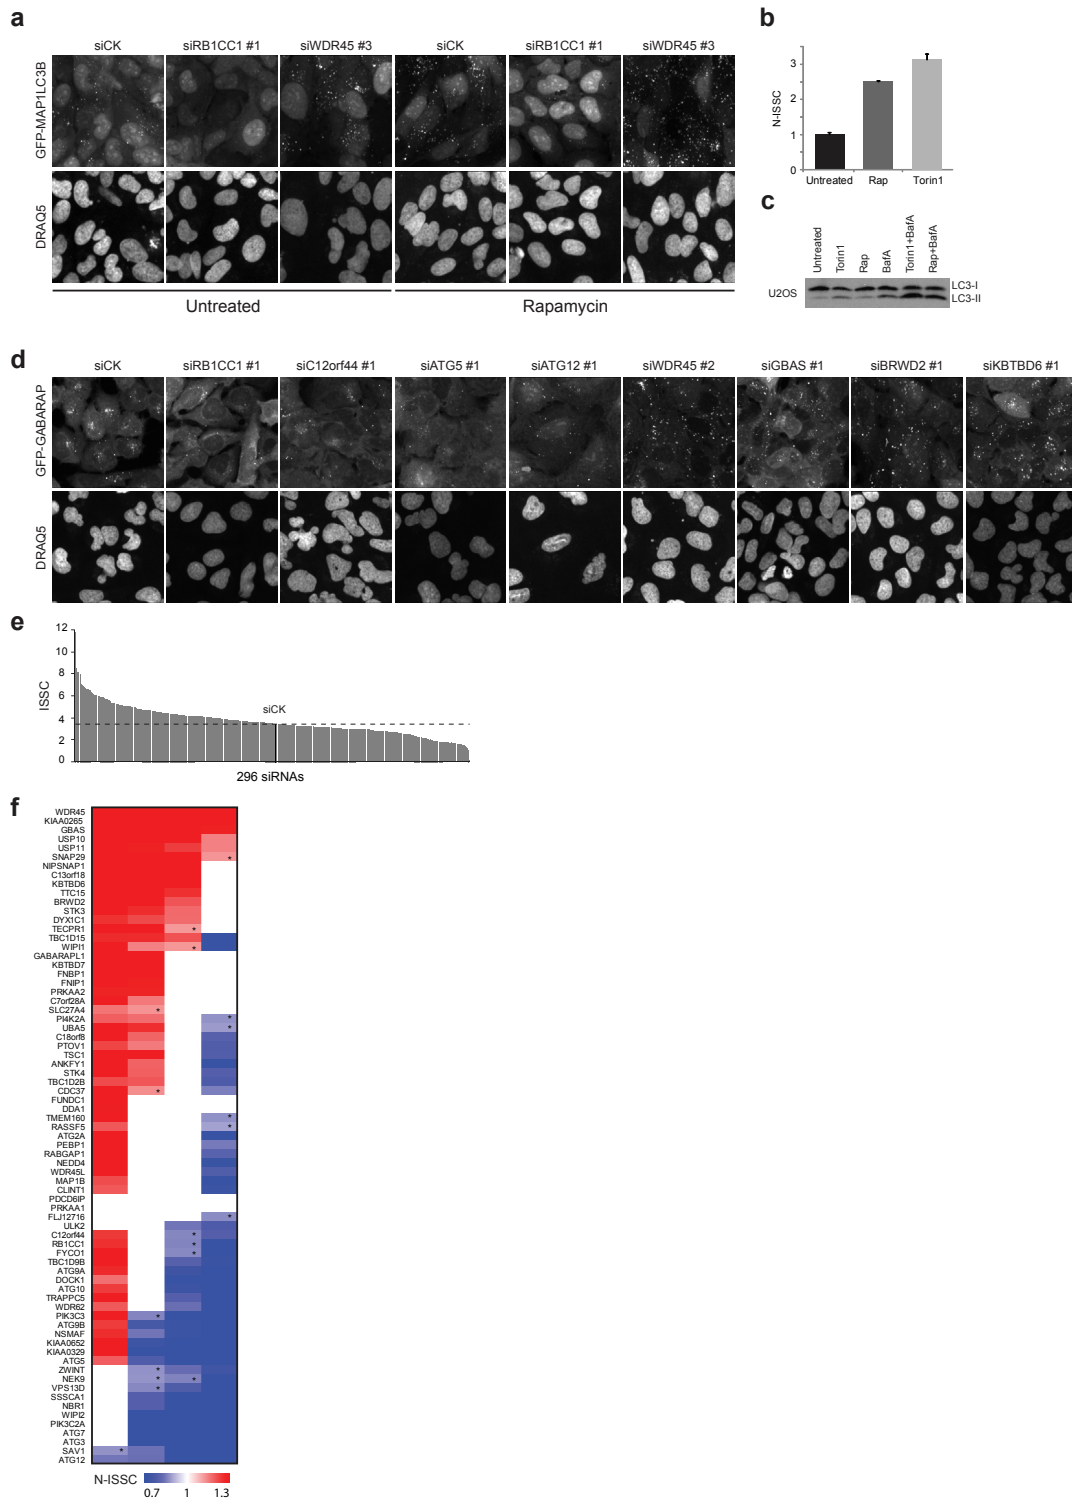 a
siCK siRB1CC1 #1 siWDR45 #3 siCK siRB1CC1 #1 siWDR45 #3
GFP-MAP1LC3B
DRAQ5
Untreated Rapamycin
b
N-ISSC
3
2
1
0
Untreated Rap Torin1
c
Untreated Torin1 Rap BafA Torin1+BafA Rap+BafA
U2OS
LC3-I
LC3-II
d
siCK siRB1CC1 #1 siC12orf44 #1 siATG5 #1 siATG12 #1 siWDR45 #2 siGBAS #1 siBRWD2 #1 siKBTBD6 #1
GFP-GABARAP
DRAQ5
e
ISSC
12
10
8
6
4
2
0
siCK
296 siRNAs
f
WDR45
KIAA0265
GBAS
USP10
USP11
SNAP29 *
NIPSNAP1
C13orf18
KBTBD6
TTC15
BRWD2
STK3
DYX1C1
TECPR1 *
TBC1D15
WIPI1 *
GABARAPL1
KBTBD7
FNBP1
FNIP1
PRKAA2
C7orf28A
SLC27A4 *
PI4K2A *
UBA5 *
C18orf8
PTOV1
TSC1
ANKFY1
STK4
TBC1D2B
CDC37 *
FUNDC1
DDA1
TMEM160 *
RASSF5 *
ATG2A
PEBP1
RABGAP1
NEDD4
WDR45L
MAP1B
CLINT1
PDCD6IP
PRKAA1
FLJ12716 *
ULK2
C12orf44 *
RB1CC1 *
FYCO1 *
TBC1D9B
ATG9A
DOCK1
ATG10
TRAPPC5
WDR62
PIK3C3 *
ATG9B
NSMAF
KIAA0652
KIAA0329
ATG5
ZWINT *
NEK9 * *
VPS13D *
SSSCA1
NBR1
WIPI2
PIK3C2A
ATG7
ATG3
SAV1 *
ATG12
N-ISSC
0.7 1 1.3